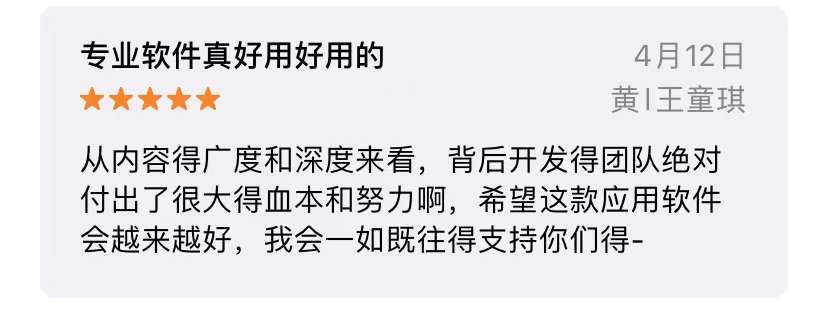 专业软件真好用好用的
4月12日
黄l王童琪
从内容得广度和深度来看，背后开发得团队绝对
付出了很大得血本和努力啊，希望这款应用软件
会越来越好，我会一如既往得支持你们得-